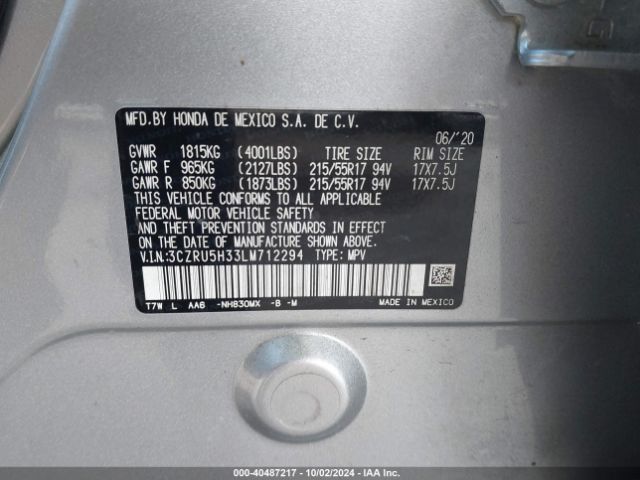 MFD.BY HONDA DE MEXICO S.A. DE C.V.
06/'20
GVWR 1815KG (4001LBS) TIRE SIZE RIM SIZE
GAWR F 965KG (2127LBS) 215/55R17 94V 17X7.5J
GAWR R 850KG (1873LBS) 215/55R17 94V 17X7.5J
THIS VEHICLE CONFORMS TO ALL APPLICABLE
FEDERAL MOTOR VEHICLE SAFETY
AND THEFT PREVENTION STANDARDS IN EFFECT
ON THE DATE OF MANUFACTURE SHOWN ABOVE.
V.I.N:3CZRU5H33LM712294 TYPE: MPV
T7W L AA6 -NH830MX -B -M MADE IN MEXICO
000-40487217 - 10/02/2024 - IAA Inc.